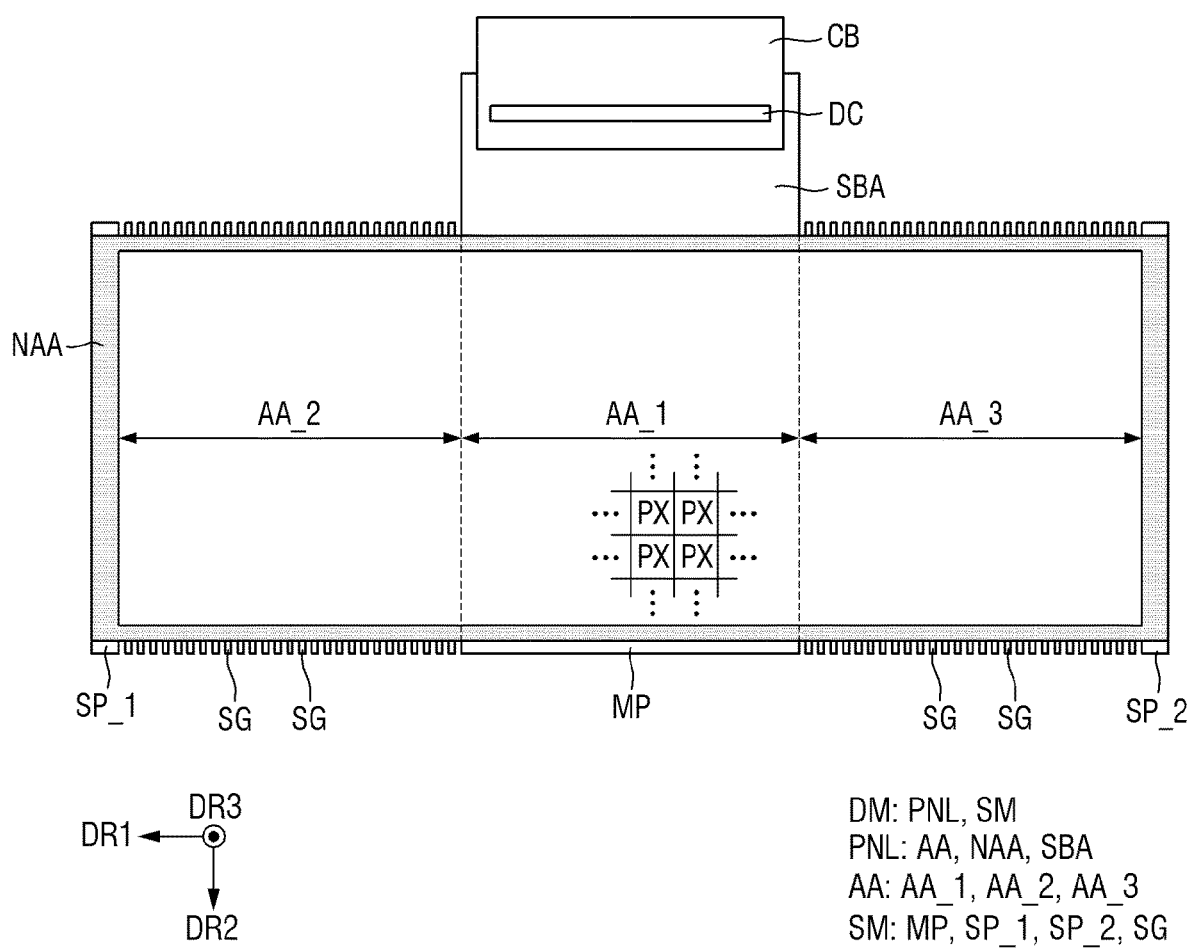 CB
DC
SBA
NAA
AA_2
AA_1
AA_3
... PX PX ...
... PX PX ...
SP_1
SG
SG
MP
SG
SG
SP_2
DR3
DR1
DR2
DM: PNL, SM
PNL: AA, NAA, SBA
AA: AA_1, AA_2, AA_3
SM: MP, SP_1, SP_2, SG